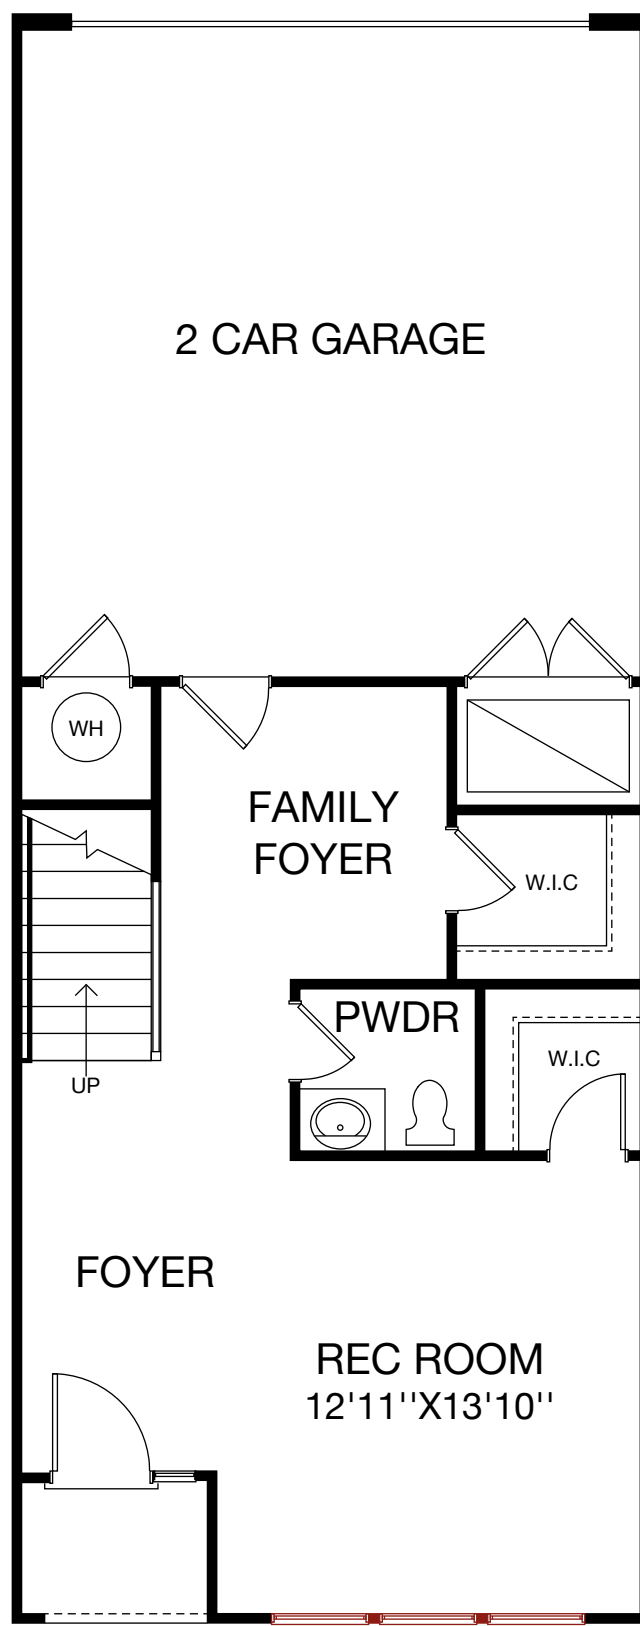 2 CAR GARAGE
WH
FAMILY
FOYER
W.I.C
PWDR
W.I.C
UP
FOYER
REC ROOM
12'11''X13'10''